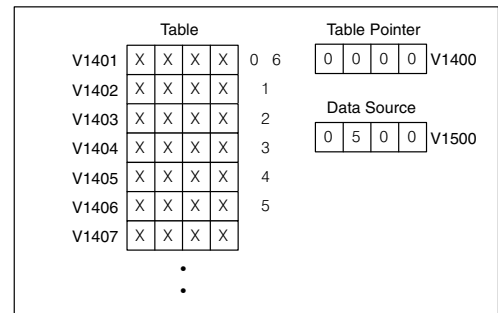 Table
Table Pointer
V1401 X X X X 0 6
0 0 0 0 V1400
V1402 X X X X 1
Data Source
V1403 X X X X 2
0 5 0 0 V1500
V1404 X X X X 3
V1405 X X X X 4
V1406 X X X X 5
V1407 X X X X